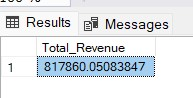 Results Messages
Total_Revenue
1 817860.05083847